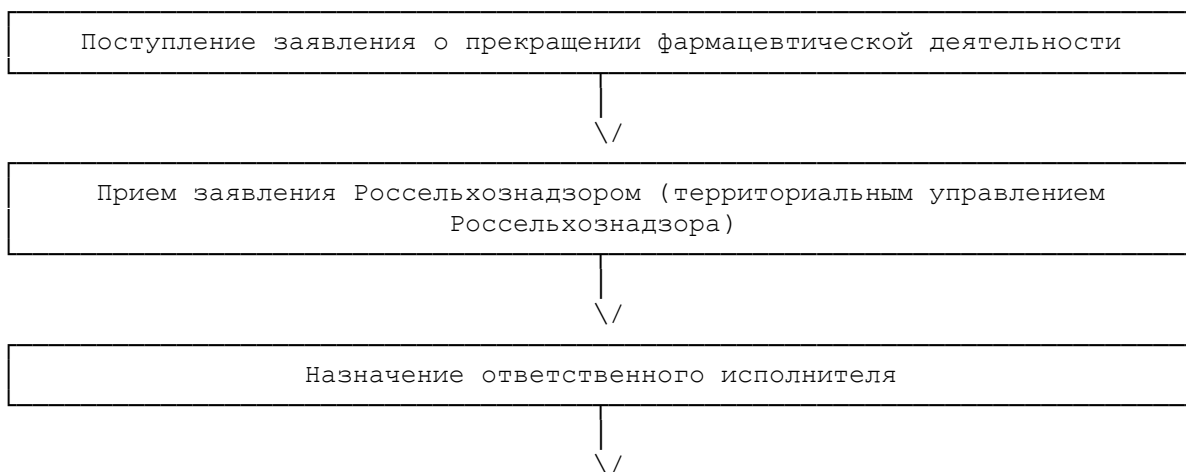 Поступление заявления о прекращении фармацевтической деятельности
Прием заявления Россельхознадзором (территориальным управлением
Россельхознадзора)
Назначение ответственного исполнителя